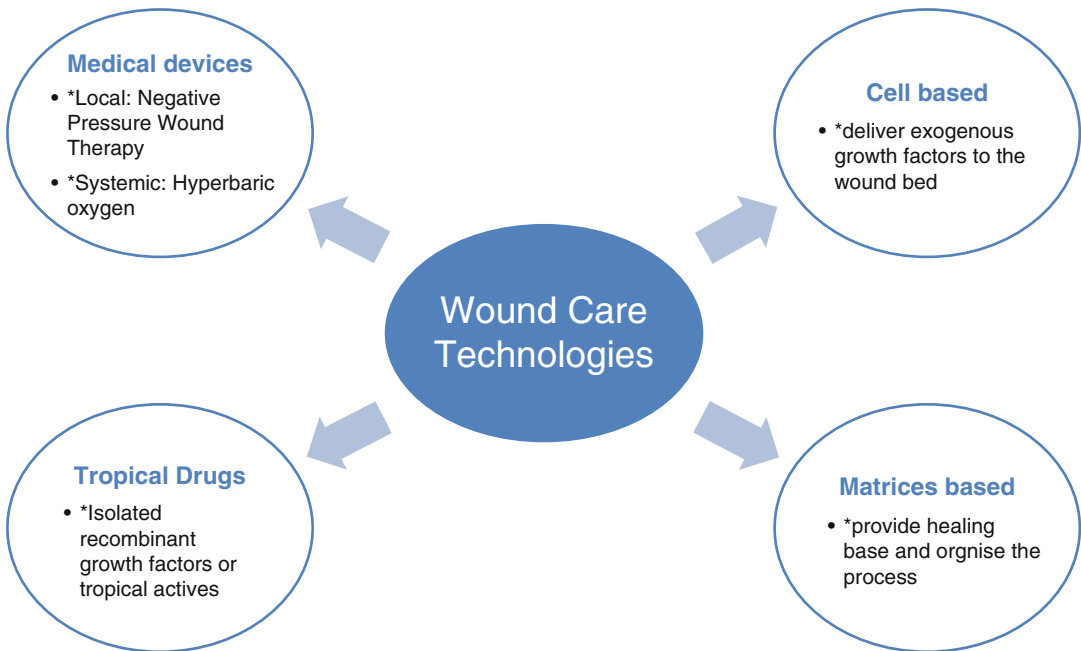 Medical devices
• *Local: Negative
Pressure Wound
Therapy
• *Systemic: Hyperbaric
oxygen
Cell based
• *deliver exogenous
growth factors to the
wound bed
Wound Care
Technologies
Tropical Drugs
• *Isolated
recombinant
growth factors or
tropical actives
Matrices based
• *provide healing
base and orgnise the
process